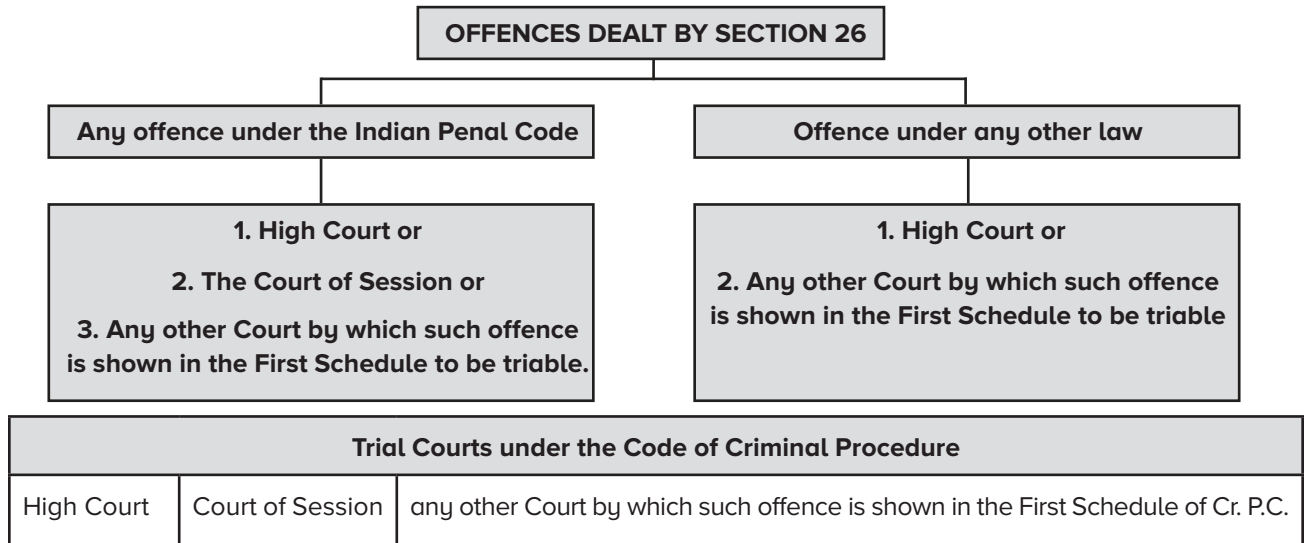 OFFENCES DEALT BY SECTION 26
Any offence under the Indian Penal Code
Offence under any other law
1. High Court or
2. The Court of Session or
3. Any other Court by which such offence
is shown in the First Schedule to be triable.
1. High Court or
2. Any other Court by which such offence
is shown in the First Schedule to be triable
Trial Courts under the Code of Criminal Procedure
High Court
Court of Session
any other Court by which such offence is shown in the First Schedule of Cr. P.C.